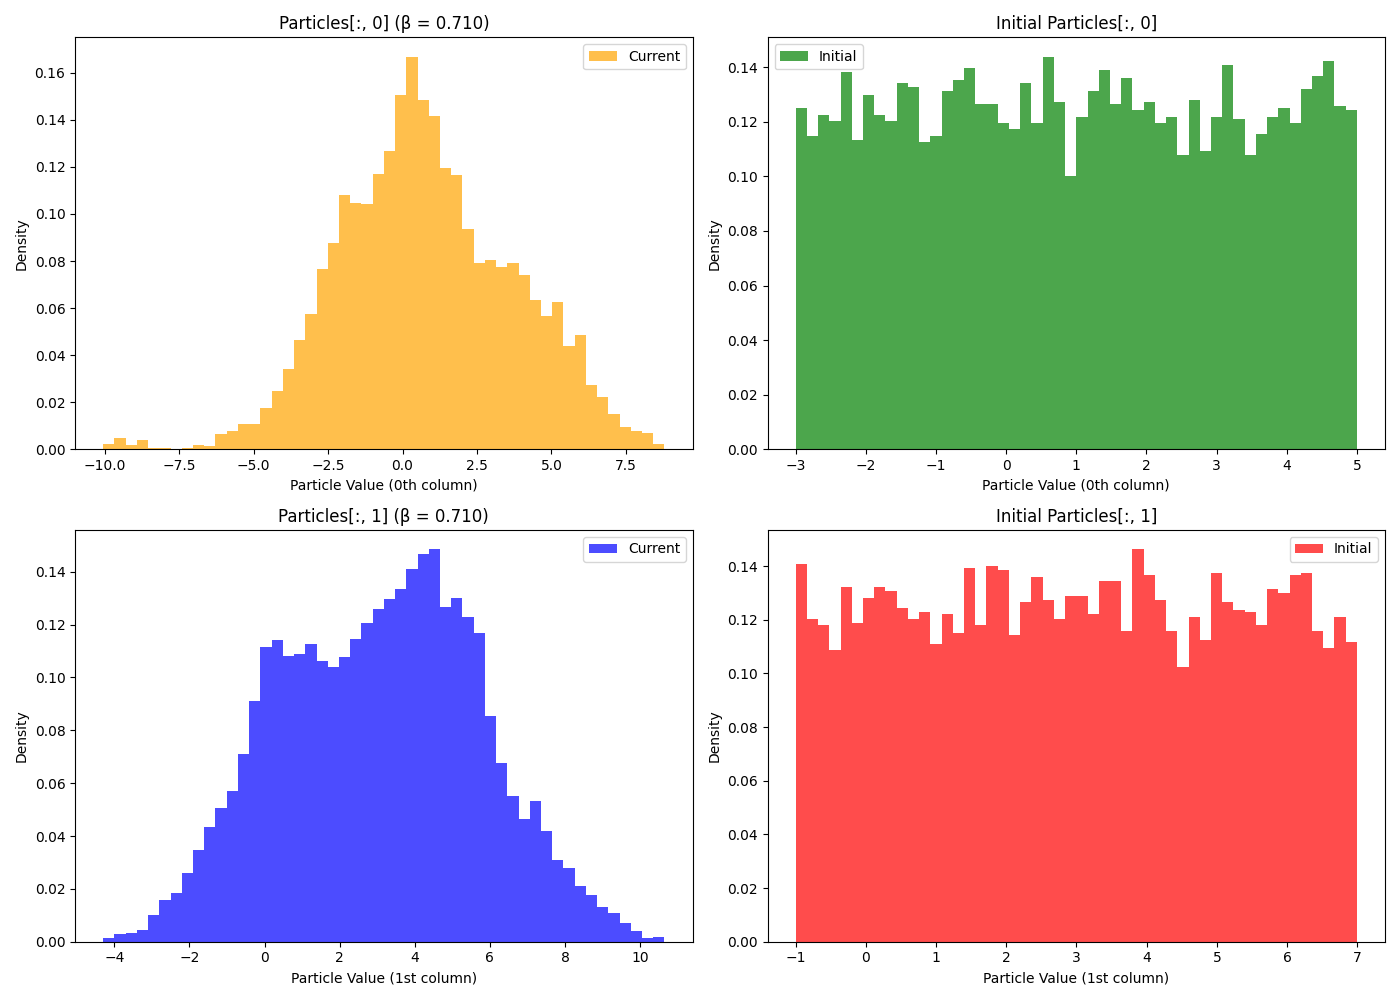 Particles[:, 0] (β = 0.710)
Current
0.16
0.14
0.12
0.10
0.08
0.06
0.04
0.02
0.00
Density
−10.0 −7.5 −5.0 −2.5 0.0 2.5 5.0 7.5
Particle Value (0th column)
Initial Particles[:, 0]
Initial
0.14
0.12
0.10
0.08
0.06
0.04
0.02
0.00
Density
−3 −2 −1 0 1 2 3 4 5
Particle Value (0th column)
Particles[:, 1] (β = 0.710)
Current
0.14
0.12
0.10
0.08
0.06
0.04
0.02
0.00
Density
−4 −2 0 2 4 6 8 10
Particle Value (1st column)
Initial Particles[:, 1]
Initial
0.14
0.12
0.10
0.08
0.06
0.04
0.02
0.00
Density
−1 0 1 2 3 4 5 6 7
Particle Value (1st column)